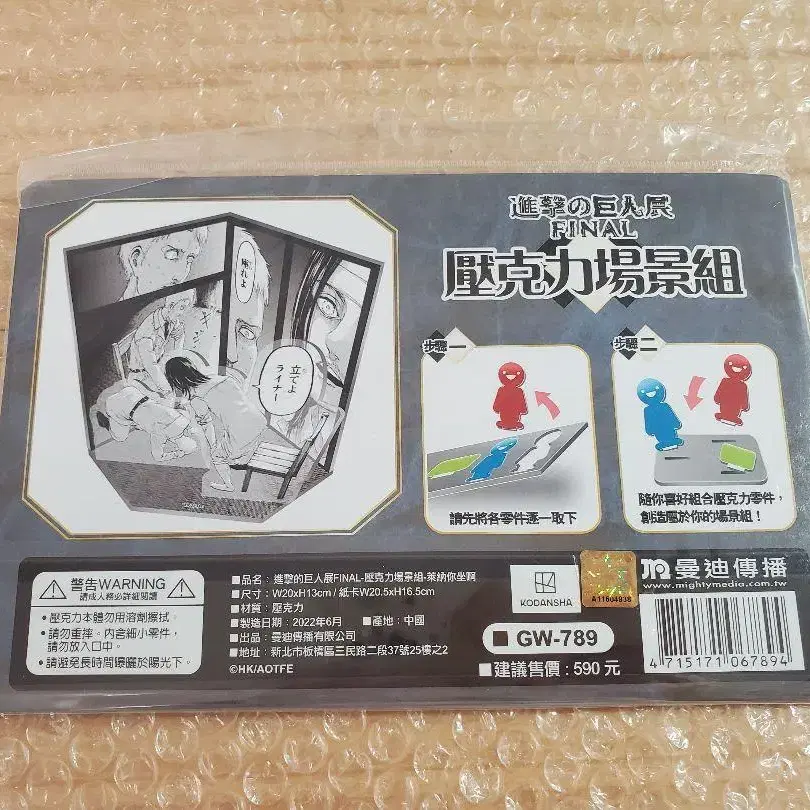 進撃の巨人展
FINAL
壓克力場景組
座れよ
立てよ
ライナー
步驟一
請先將各零件逐一取下
步驟二
隨你喜好組合壓克力零件，
創造屬於你的場景組！
警告WARNING
請成人務必詳細閱讀
•壓克力本體勿用溶劑擦拭。
•請勿重摔。內含細小零件，
請勿放入口中。
•請避免長時間曝曬於陽光下。
■品名：進擊的巨人展FINAL-壓克力場景組-萊納你坐啊
■尺寸：W20xH13cm / 紙卡W20.5xH16.5cm
■材質：壓克力
■製造日期：2022年6月 ■產地：中國
■出品：曼迪傳播有限公司
■地址：新北市板橋區三民路二段37號25樓之2
©HK/AOTFE
KODANSHA
A11604936
曼迪傳播
www.mightymedia.com.tw
GW-789
■建議售價：590 元
4 715171 067894